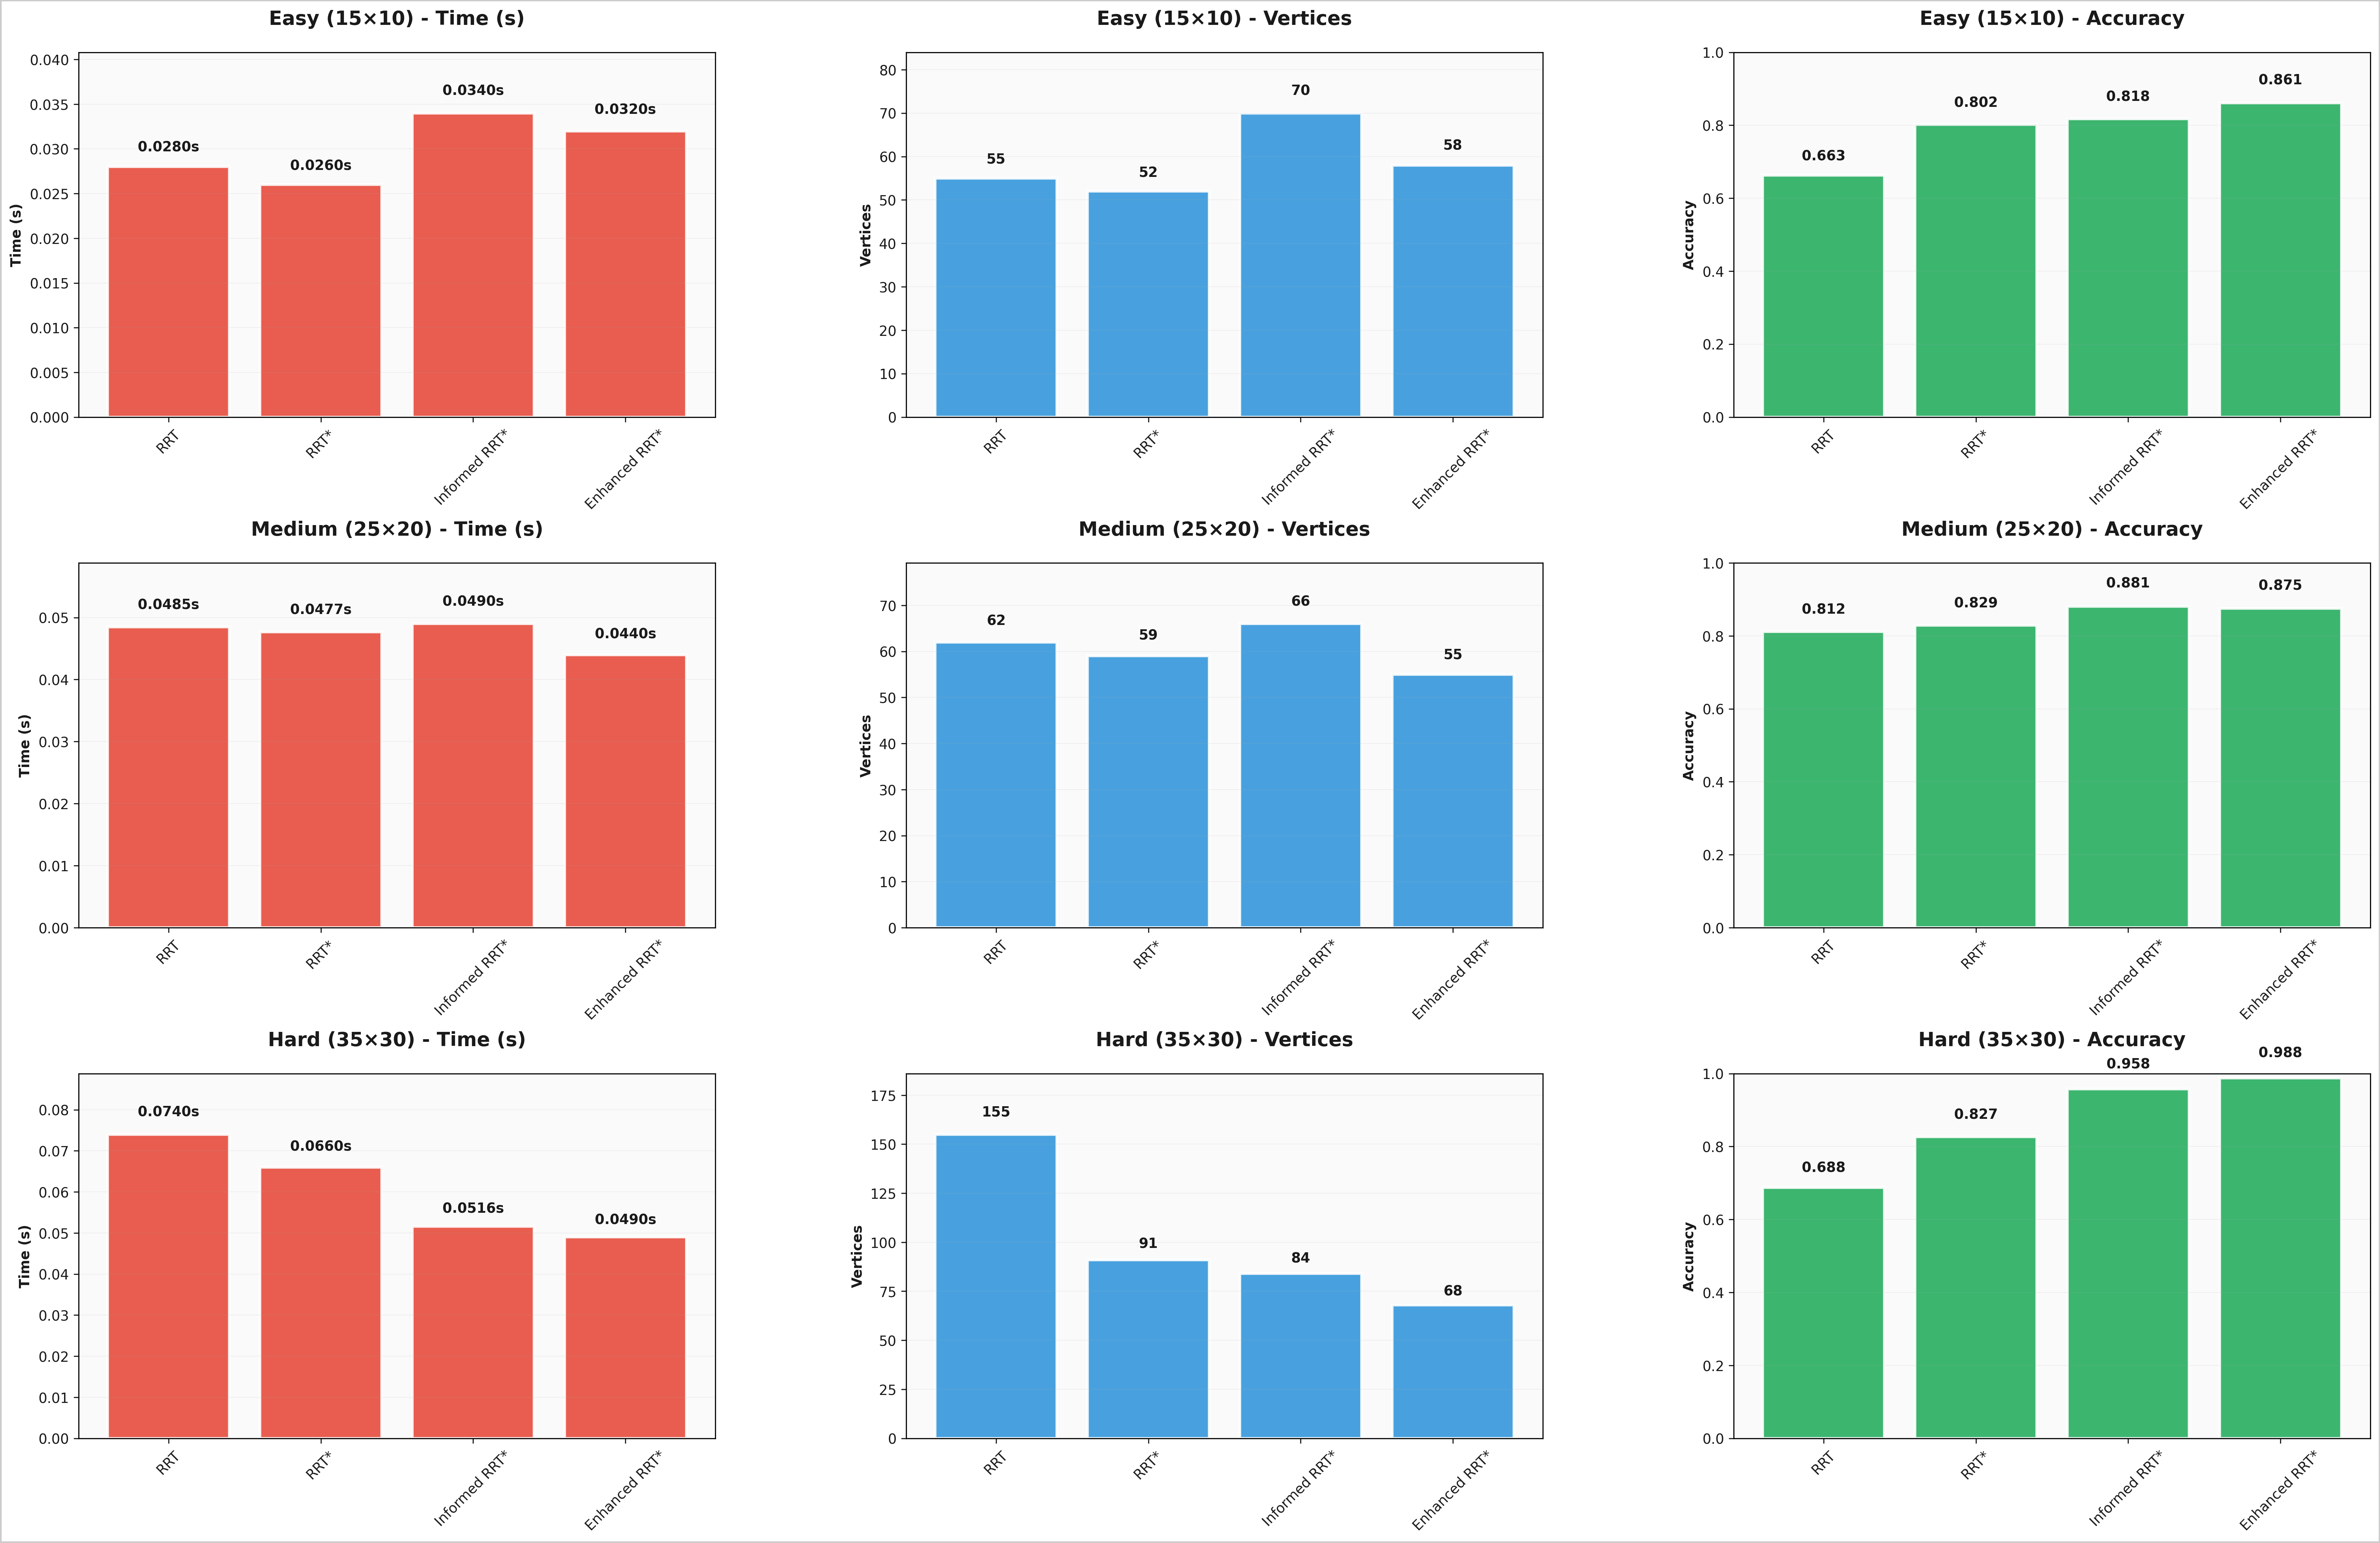 Easy (15×10) - Time (s)
Time (s)
0.040
0.035
0.030
0.025
0.020
0.015
0.010
0.005
0.000
0.0280s
0.0260s
0.0340s
0.0320s
RRT
RRT*
Informed RRT*
Enhanced RRT*
Easy (15×10) - Vertices
Vertices
80
70
60
50
40
30
20
10
0
55
52
70
58
RRT
RRT*
Informed RRT*
Enhanced RRT*
Easy (15×10) - Accuracy
Accuracy
1.0
0.8
0.6
0.4
0.2
0.0
0.663
0.802
0.818
0.861
RRT
RRT*
Informed RRT*
Enhanced RRT*
Medium (25×20) - Time (s)
Time (s)
0.05
0.04
0.03
0.02
0.01
0.00
0.0485s
0.0477s
0.0490s
0.0440s
RRT
RRT*
Informed RRT*
Enhanced RRT*
Medium (25×20) - Vertices
Vertices
70
60
50
40
30
20
10
0
62
59
66
55
RRT
RRT*
Informed RRT*
Enhanced RRT*
Medium (25×20) - Accuracy
Accuracy
1.0
0.8
0.6
0.4
0.2
0.0
0.812
0.829
0.881
0.875
RRT
RRT*
Informed RRT*
Enhanced RRT*
Hard (35×30) - Time (s)
Time (s)
0.08
0.07
0.06
0.05
0.04
0.03
0.02
0.01
0.00
0.0740s
0.0660s
0.0516s
0.0490s
RRT
RRT*
Informed RRT*
Enhanced RRT*
Hard (35×30) - Vertices
Vertices
175
150
125
100
75
50
25
0
155
91
84
68
RRT
RRT*
Informed RRT*
Enhanced RRT*
Hard (35×30) - Accuracy
Accuracy
1.0
0.8
0.6
0.4
0.2
0.0
0.688
0.827
0.958
0.988
RRT
RRT*
Informed RRT*
Enhanced RRT*